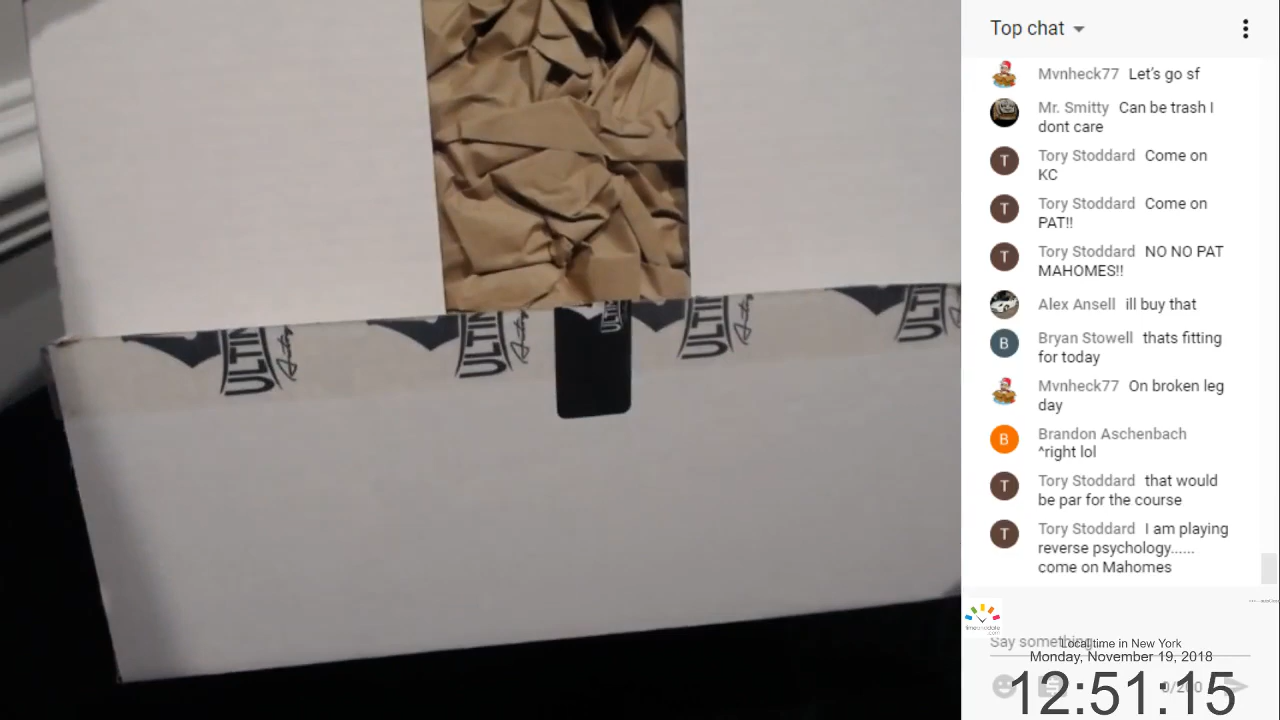 Top chat
Mvnheck77 Let's go sf
Mr. Smitty Can be trash I
dont care
Tory Stoddard Come on
KC
Tory Stoddard Come on
PAT!!
Tory Stoddard NO NO PAT
MAHOMES!!
Alex Ansell ill buy that
Bryan Stowell thats fitting
for today
Mvnheck77 On broken leg
day
Brandon Aschenbach
^right lol
Tory Stoddard that would
be par for the course
Tory Stoddard I am playing
reverse psychology......
come on Mahomes
Say something...
Local time in New York
Monday, November 19, 2018
0/200
12:51:15